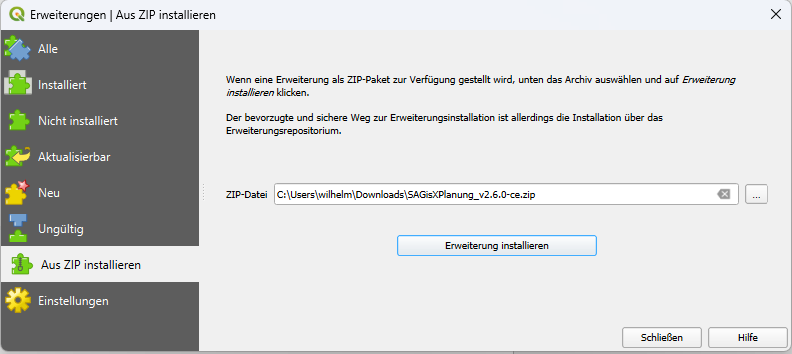 Erweiterungen | Aus ZIP installieren
Alle
Installiert
Nicht installiert
Aktualisierbar
Neu
Ungültig
Aus ZIP installieren
Einstellungen
Wenn eine Erweiterung als ZIP-Paket zur Verfügung gestellt wird, unten das Archiv auswählen und auf Erweiterung
installieren klicken.
Der bevorzugte und sichere Weg zur Erweiterungsinstallation ist allerdings die Installation über das
Erweiterungsrepositorium.
ZIP-Datei C:\Users\wilhelm\Downloads\SAGisXPlanung_v2.6.0-ce.zip ...
Erweiterung installieren
Schließen Hilfe